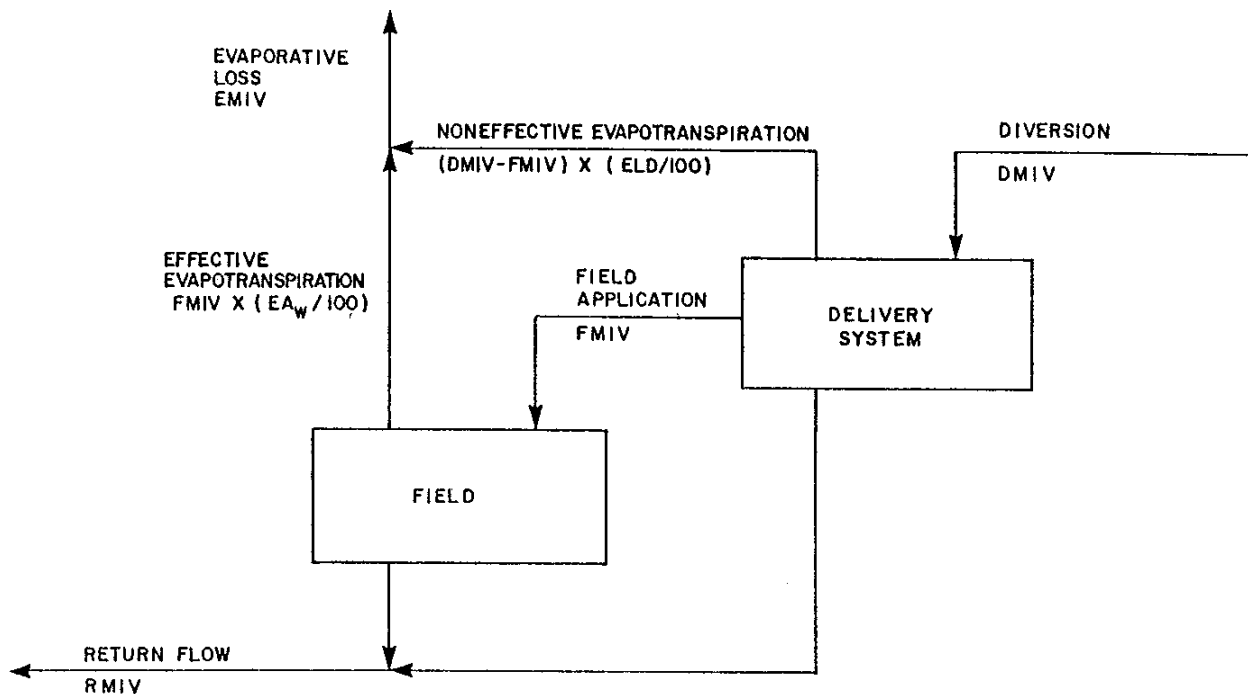 EVAPORATIVE
LOSS
EMIV
NONEFFECTIVE EVAPOTRANSPIRATION
(DMIV-FMIV) X ( ELD/100)
DIVERSION
DMIV
EFFECTIVE
EVAPOTRANSPIRATION
FMIV X (EAW/100)
FIELD
APPLICATION
FMIV
DELIVERY
SYSTEM
FIELD
RETURN FLOW
RMIV